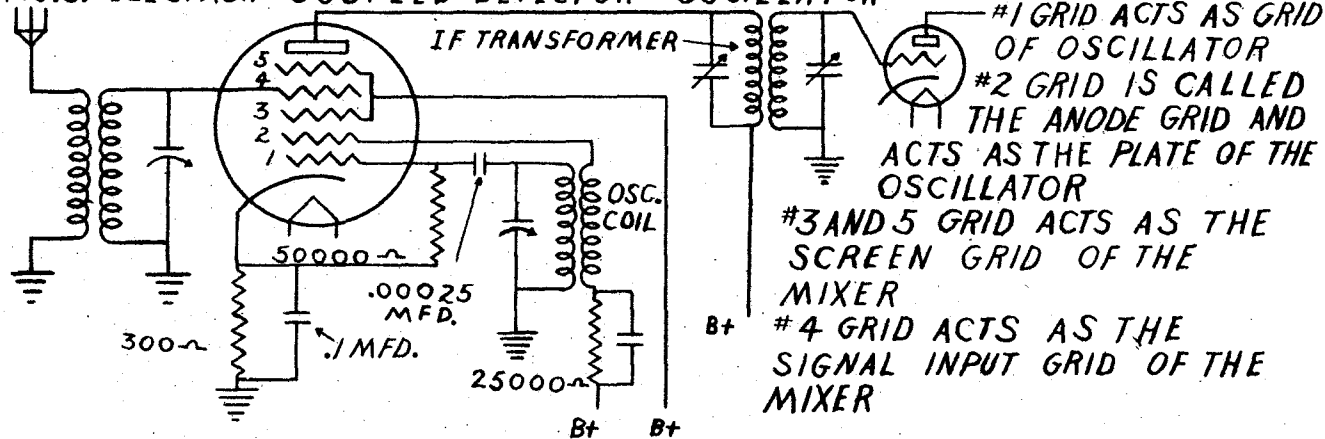 COUPLED DETECTOR OSCILLATOR
IF TRANSFORMER
5
4
3
2
1
OSC.
COIL
50000~
.00025
MFD.
300~
.1 MFD.
25000~
B+
B+
B+
#1 GRID ACTS AS GRID
OF OSCILLATOR
#2 GRID IS CALLED
THE ANODE GRID AND
ACTS AS THE PLATE OF THE
OSCILLATOR
#3 AND 5 GRID ACTS AS THE
SCREEN GRID OF THE
MIXER
#4 GRID ACTS AS THE
SIGNAL INPUT GRID OF THE
MIXER